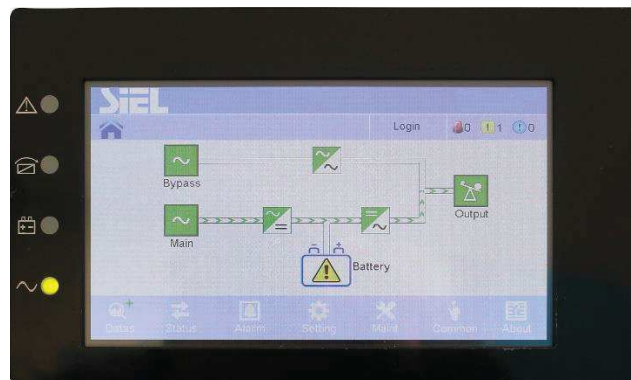 SiEL
Login 0 1 0
Bypass
Main
Output
Battery
Datas Status Alarm Setting Maint Common About